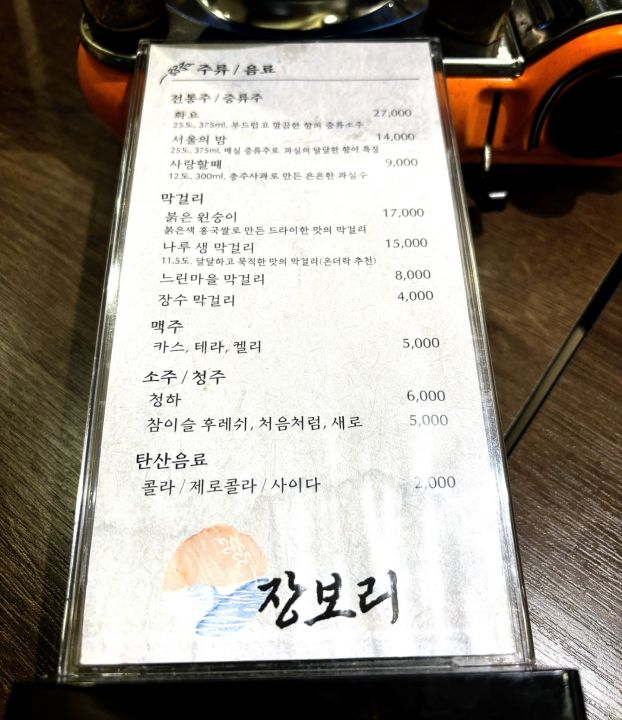 주류 / 음료
전통주 / 증류주
화요 27,000
25도, 375ml, 부드럽고 깔끔한 향의 증류소주
서울의 밤 14,000
25도, 375ml, 매실 증류주로 과실의 달달한 향이 특징
사랑할때 9,000
12도, 300ml, 충주사과로 만든 은은한 과실수
막걸리
붉은 원숭이 17,000
붉은색 홍국쌀로 만든 드라이한 맛의 막걸리
나루 생 막걸리 15,000
11.5도, 달달하고 묵직한 맛의 막걸리(온더락 추천)
느린마을 막걸리 8,000
장수 막걸리 4,000
맥주
카스, 테라, 켈리 5,000
소주 / 청주
청하 6,000
참이슬 후레쉬, 처음처럼, 새로 5,000
탄산음료
콜라 / 제로콜라 / 사이다 2,000
장보리